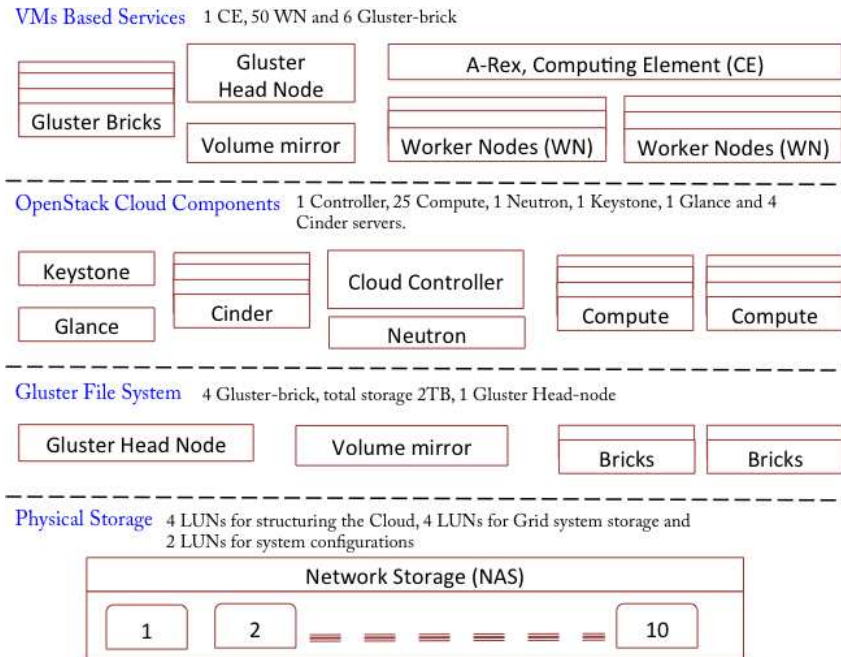 VMs Based Services 1 CE, 50 WN and 6 Gluster-brick
Gluster Bricks
Gluster
Head Node
Volume mirror
A-Rex, Computing Element (CE)
Worker Nodes (WN)
Worker Nodes (WN)
OpenStack Cloud Components 1 Controller, 25 Compute, 1 Neutron, 1 Keystone, 1 Glance and 4
Cinder servers.
Keystone
Glance
Cinder
Cloud Controller
Neutron
Compute
Compute
Gluster File System 4 Gluster-brick, total storage 2TB, 1 Gluster Head-node
Gluster Head Node
Volume mirror
Bricks
Bricks
Physical Storage 4 LUNs for structuring the Cloud, 4 LUNs for Grid system storage and
2 LUNs for system configurations
Network Storage (NAS)
1
2
10